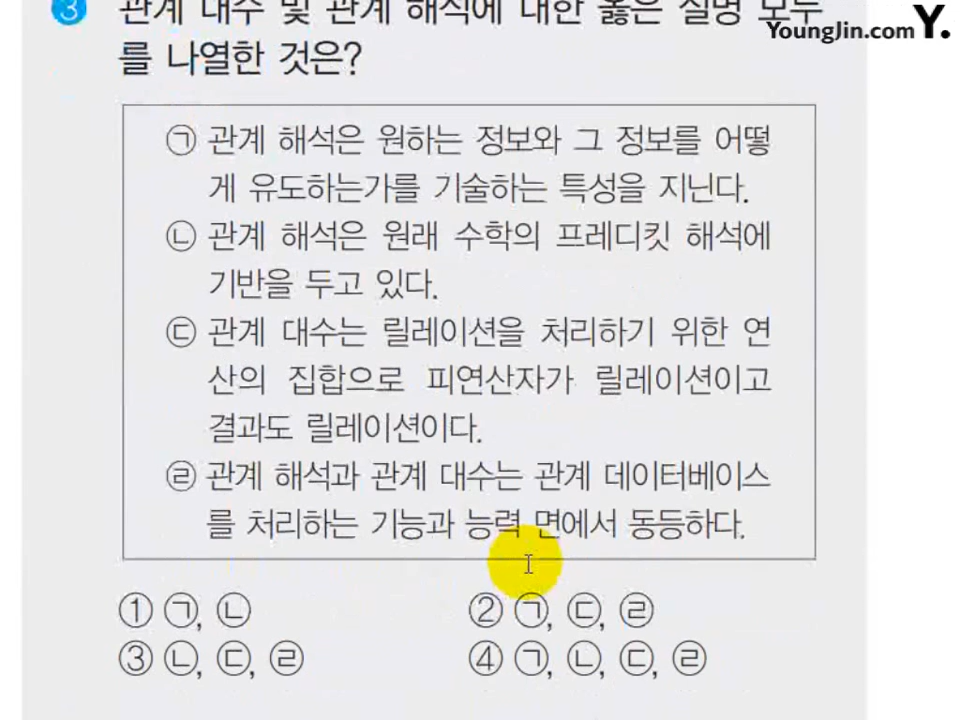 3 관계 대수 및 관계 해석에 대한 옳은 설명 모두
YoungJin.com Y.
를 나열한 것은?
㉠ 관계 해석은 원하는 정보와 그 정보를 어떻
게 유도하는가를 기술하는 특성을 지닌다.
㉡ 관계 해석은 원래 수학의 프레디킷 해석에
기반을 두고 있다.
㉢ 관계 대수는 릴레이션을 처리하기 위한 연
산의 집합으로 피연산자가 릴레이션이고
결과도 릴레이션이다.
㉣ 관계 해석과 관계 대수는 관계 데이터베이스
를 처리하는 기능과 능력 면에서 동등하다.
① ㉠, ㉡ ② ㉠, ㉢, ㉣
③ ㉡, ㉢, ㉣ ④ ㉠, ㉡, ㉢, ㉣